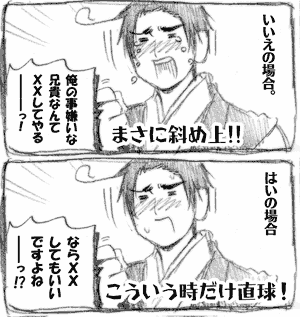 いいえの場合。
俺の事嫌いな
兄貴なんて
XXしてやる
――っ!
まさに斜め上!!
はいの場合
ならXX
してもいい
ですよね
――っ!?
こういう時だけ直球!